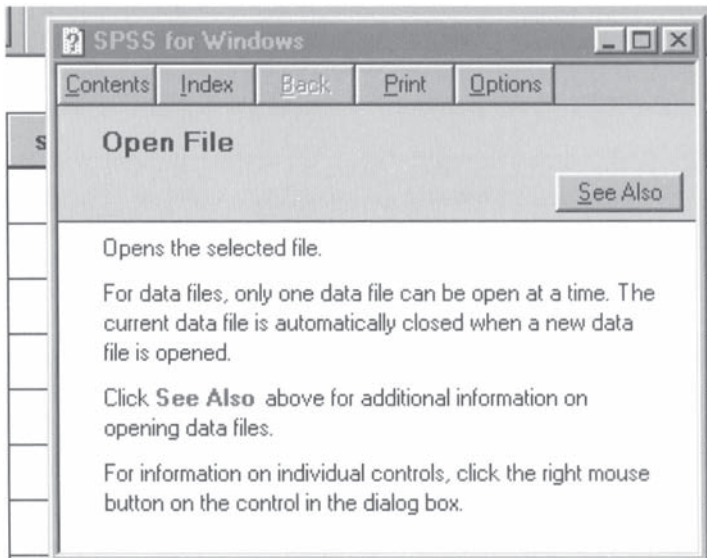 SPSS for Windows
Contents Index Back Print Options
s
Open File
See Also
Opens the selected file.
For data files, only one data file can be open at a time. The
current data file is automatically closed when a new data
file is opened.
Click See Also above for additional information on
opening data files.
For information on individual controls, click the right mouse
button on the control in the dialog box.